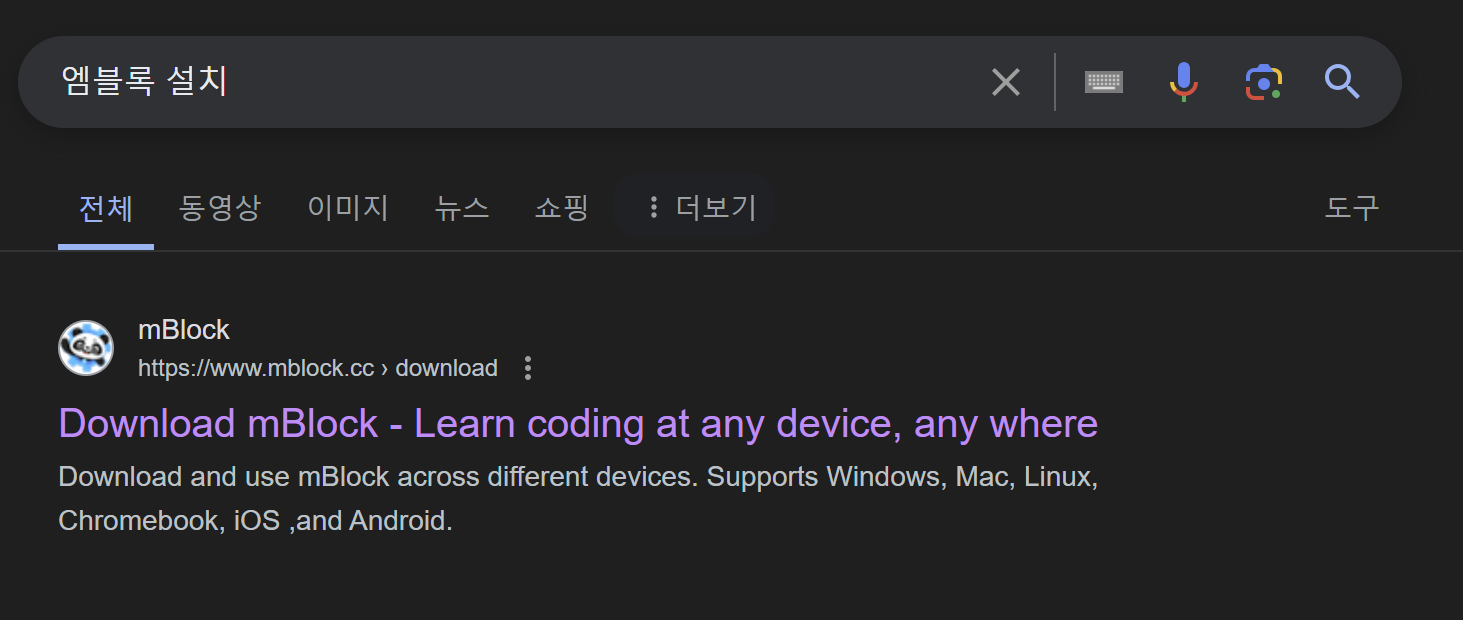 엠블록 설치
전체 동영상 이미지 뉴스 쇼핑 더보기 도구
mBlock
https://www.mblock.cc › download
Download mBlock - Learn coding at any device, any where
Download and use mBlock across different devices. Supports Windows, Mac, Linux,
Chromebook, iOS ,and Android.